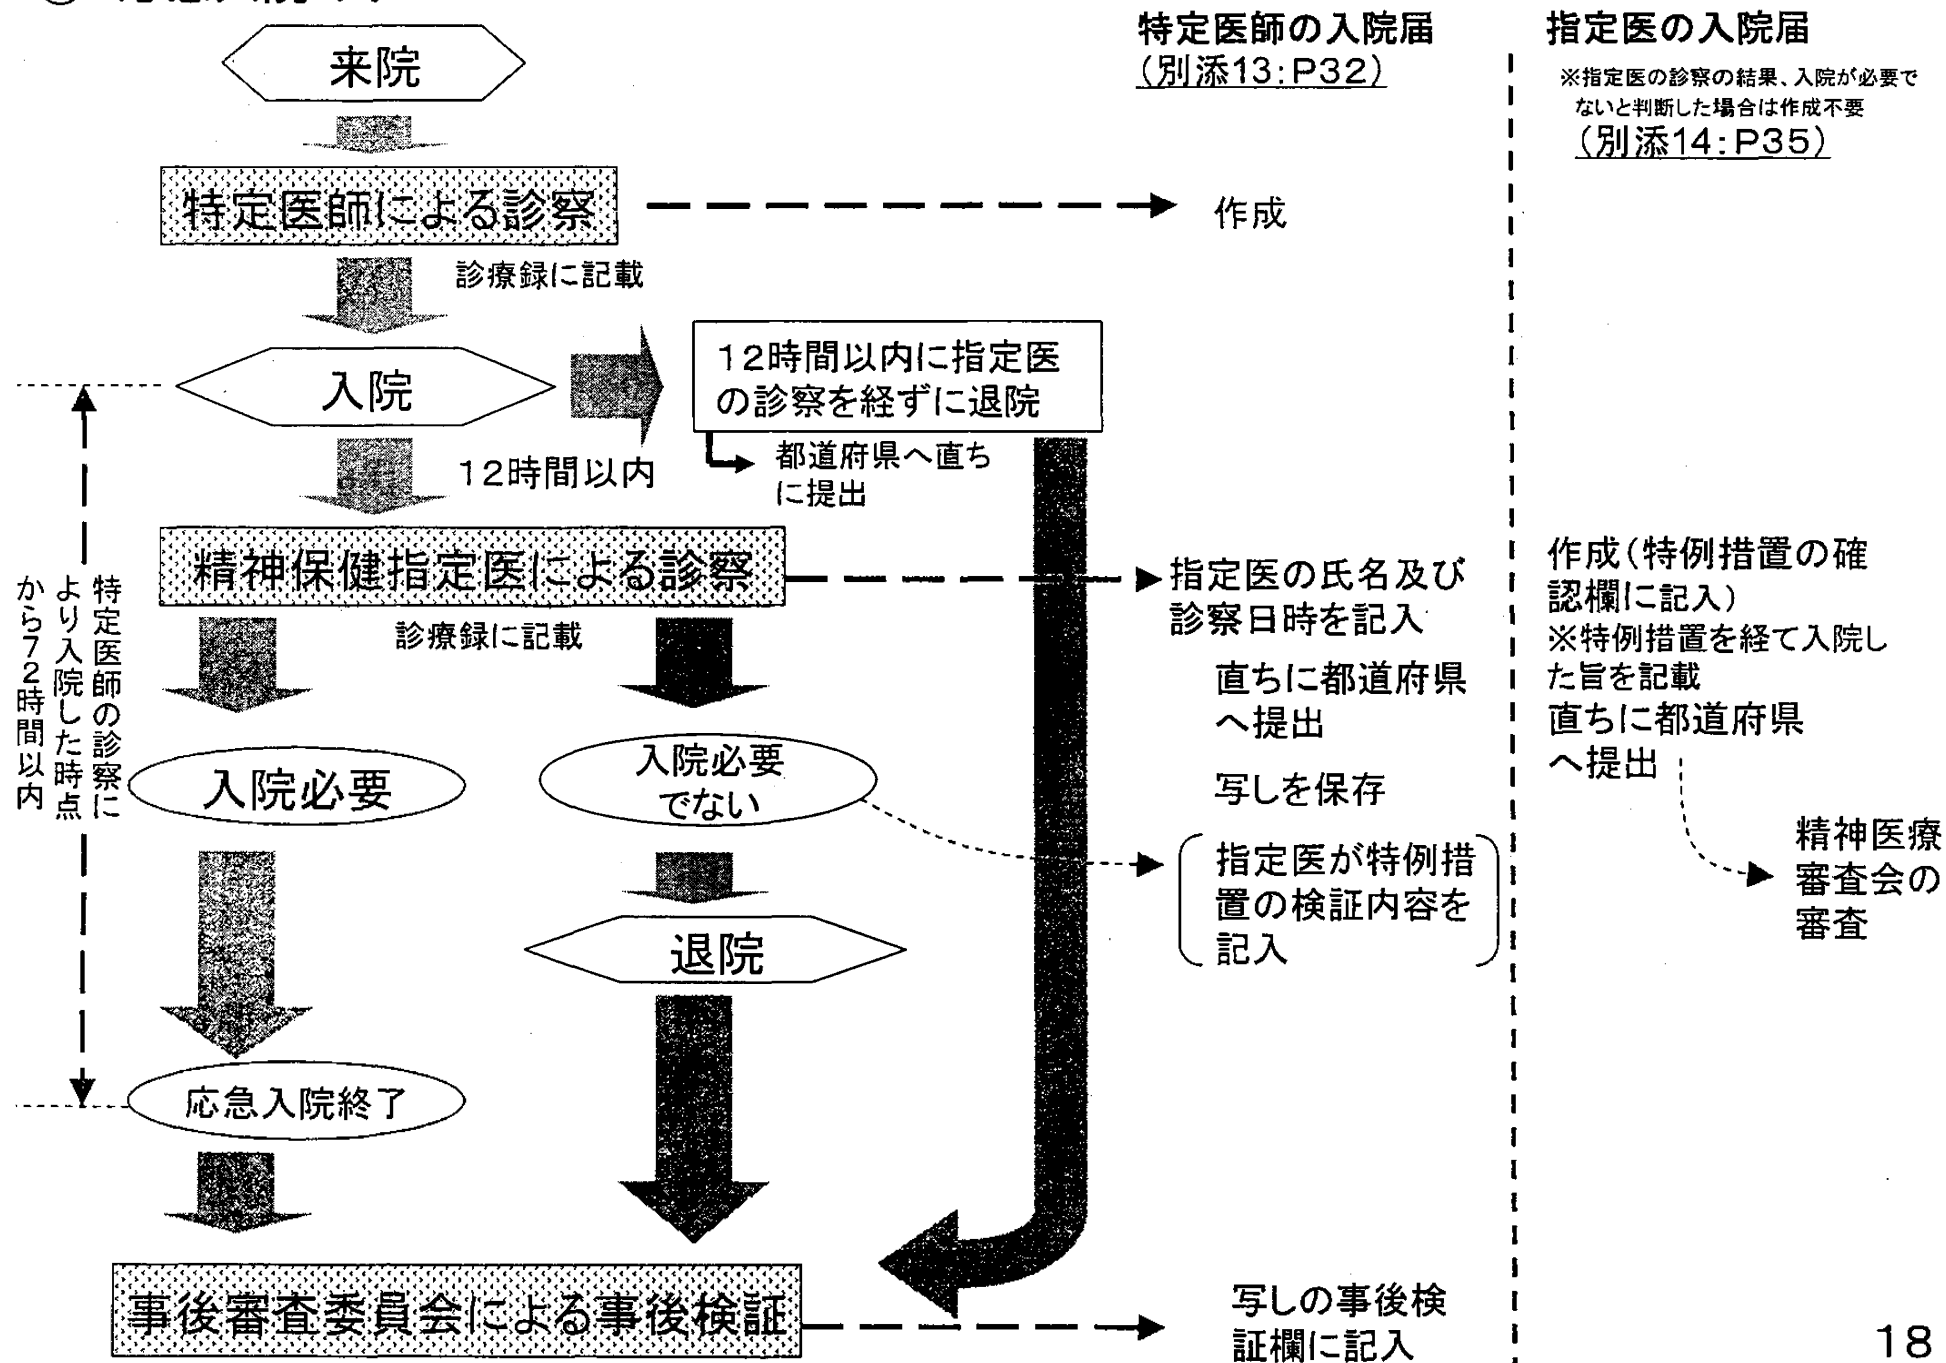 特定医師の入院届
(別添13:P32)
指定医の入院届
※指定医の診察の結果、入院が必要で
ないと判断した場合は作成不要
(別添14:P35)
来院
特定医師による診察
作成
診療録に記載
入院
12時間以内に指定医
の診察を経ずに退院
都道府県へ直ち
に提出
12時間以内
精神保健指定医による診察
診療録に記載
指定医の氏名及び
診察日時を記入
直ちに都道府県
へ提出
写しを保存
作成(特例措置の確
認欄に記入)
※特例措置を経て入院し
た旨を記載
直ちに都道府県
へ提出
特定医師の診察に
より入院した時点
から72時間以内
入院必要
入院必要
でない
指定医が特例措
置の検証内容を
記入
精神医療
審査会の
審査
退院
応急入院終了
事後審査委員会による事後検証
写しの事後検
証欄に記入
18